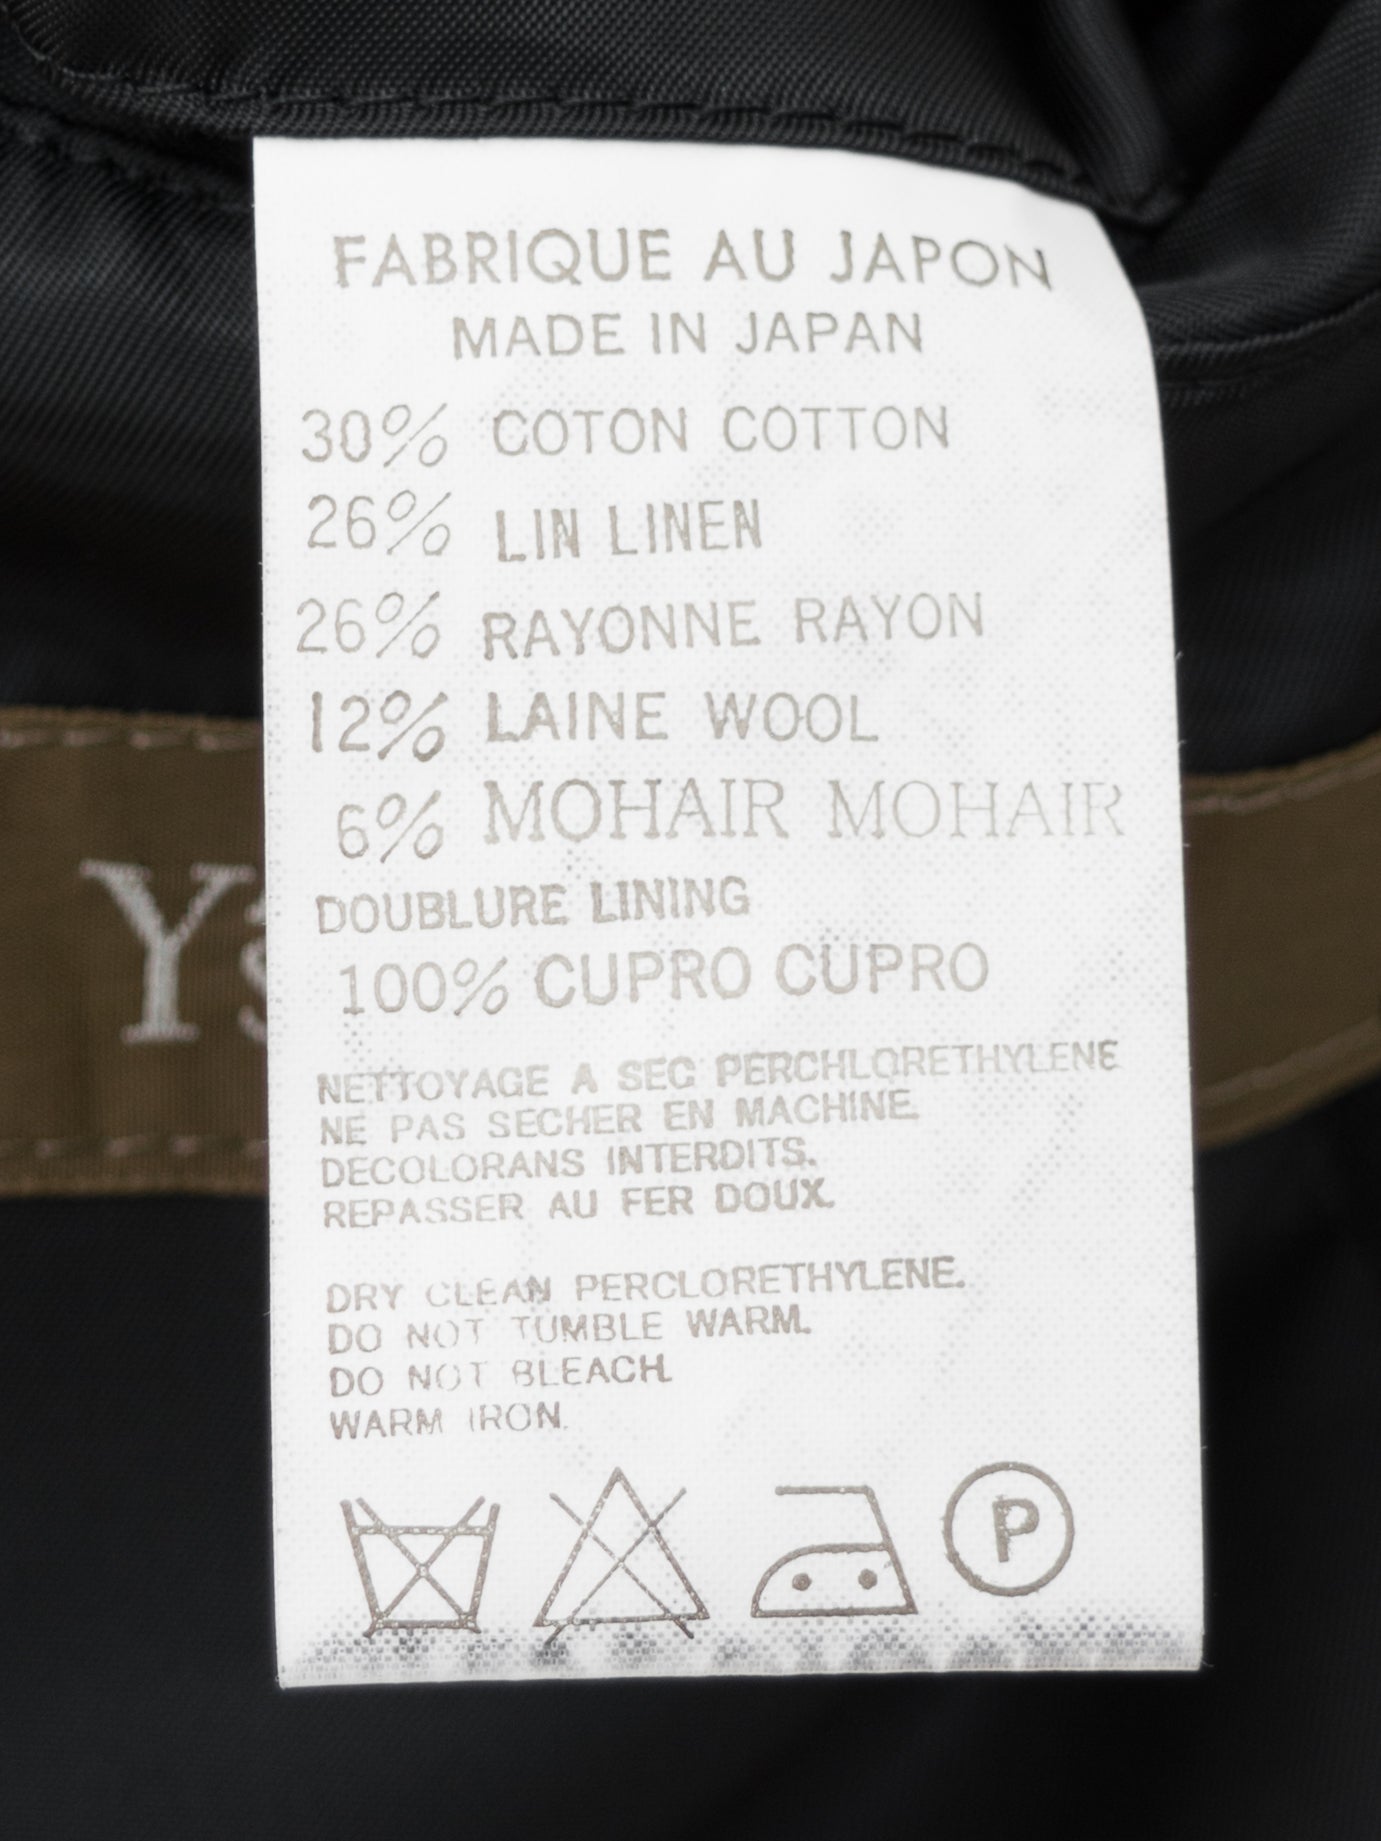 FABRIQUE AU JAPON
MADE IN JAPAN
30% COTON COTTON
26% LIN LINEN
26% RAYONNE RAYON
12% LAINE WOOL
6% MOHAIR MOHAIR
DOUBLURE LINING
100% CUPRO CUPRO
NETTOYAGE A SEC PERCHLORETHYLENE
NE PAS SECHER EN MACHINE.
DECOLORANS INTERDITS.
REPASSER AU FER DOUX.
DRY CLEAN PERCLORETHYLENE.
DO NOT TUMBLE WARM.
DO NOT BLEACH.
WARM IRON.
P